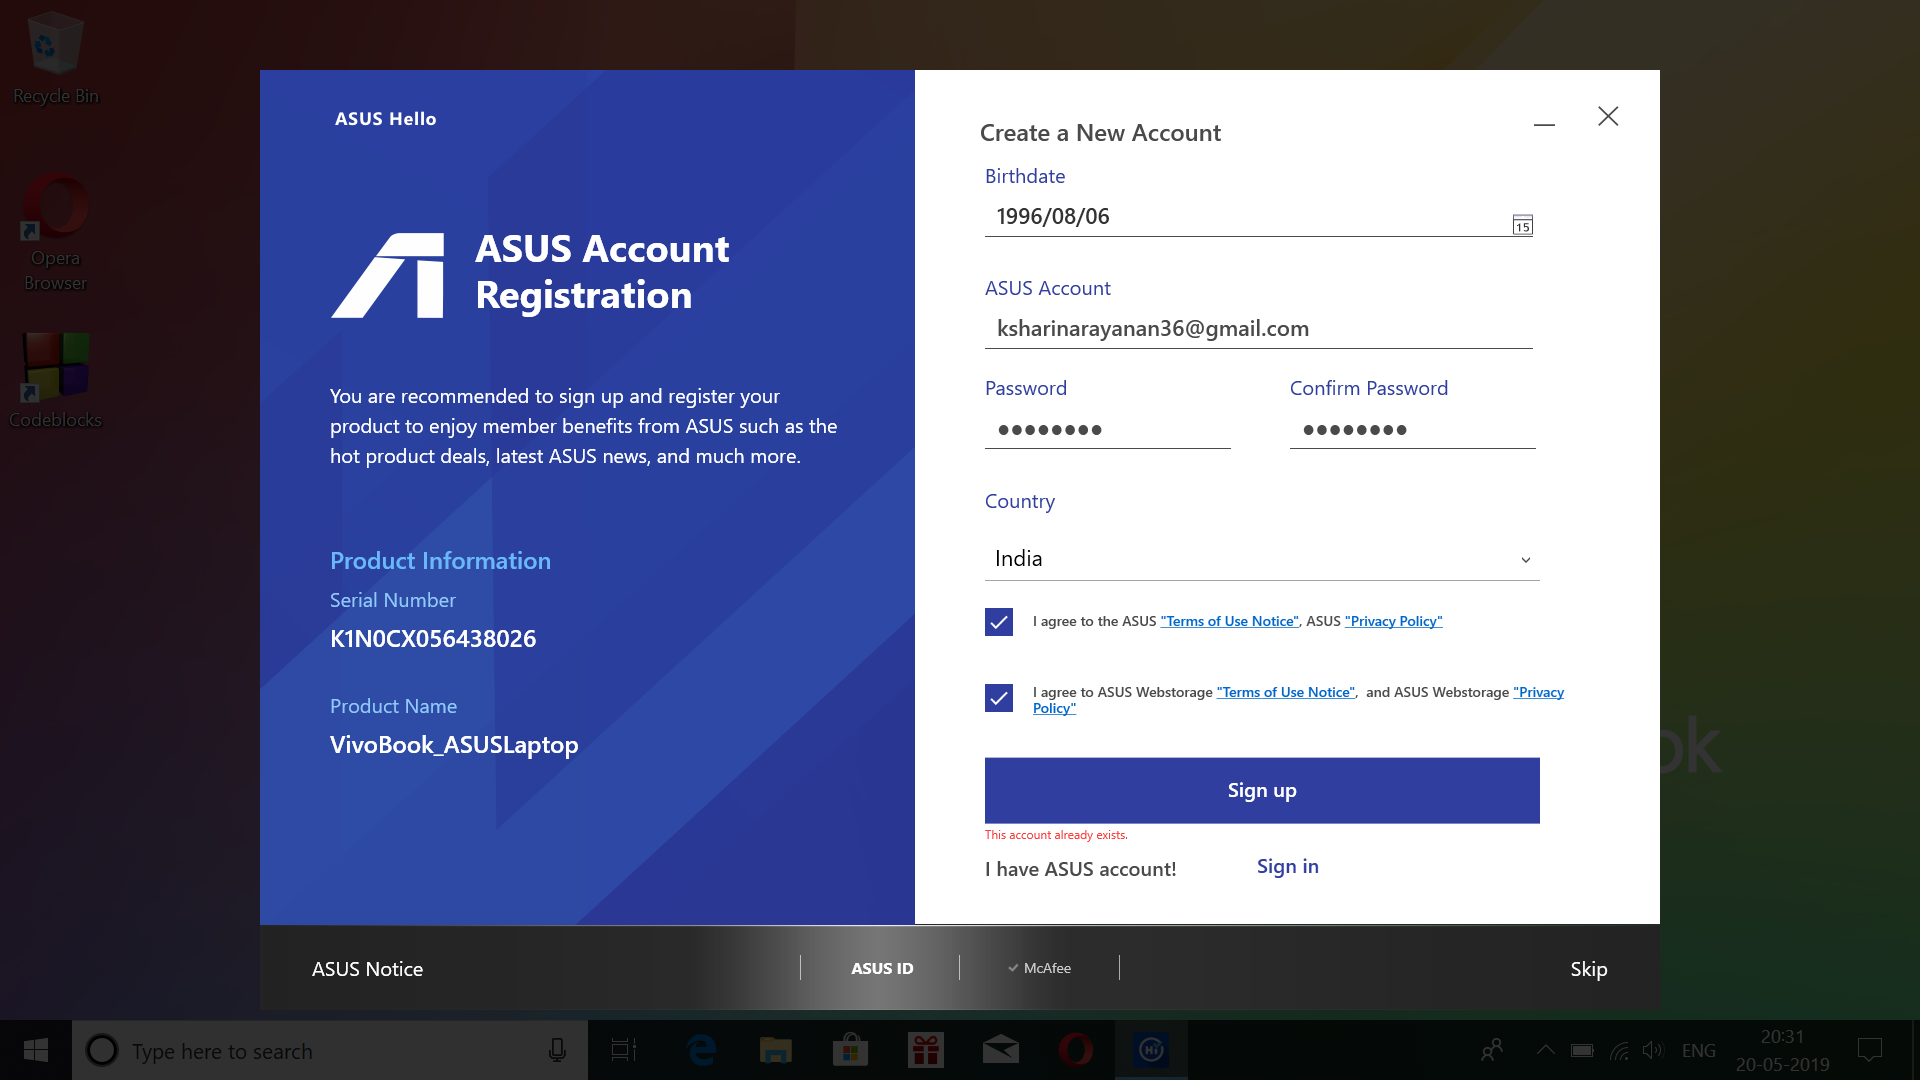 Recycle Bin
Opera
Browser
Codeblocks
ASUS Hello
ASUS Account
Registration
You are recommended to sign up and register your
product to enjoy member benefits from ASUS such as the
hot product deals, latest ASUS news, and much more.
Product Information
Serial Number
K1N0CX056438026
Product Name
VivoBook_ASUSLaptop
Create a New Account
Birthdate
1996/08/06
15
ASUS Account
ksharinarayanan36@gmail.com
Password
Confirm Password
●●●●●●●●
●●●●●●●●
Country
India
I agree to the ASUS "Terms of Use Notice", ASUS "Privacy Policy"
I agree to ASUS Webstorage "Terms of Use Notice", and ASUS Webstorage "Privacy
Policy"
Sign up
This account already exists.
I have ASUS account!
Sign in
ok
ASUS Notice
ASUS ID
McAfee
Skip
Type here to search
Hi
ENG
20:31
20-05-2019